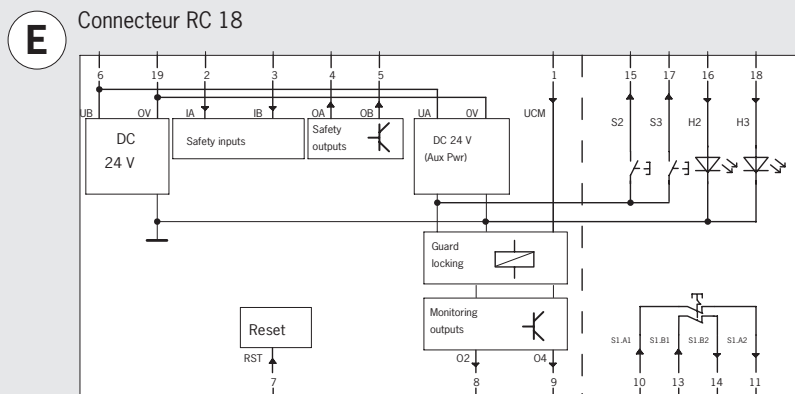 E
Connecteur RC 18
6 19 2 3 4 5 1 15 17 16 18
UB 0V IA IB OA OB UA 0V UCM S2 S3 H2 H3
DC
24 V
Safety inputs
Safety
outputs
DC 24 V
(Aux Pwr)
Guard
locking
Monitoring
outputs
Reset
RST O2 O4 S1.A1 S1.B1 S1.B2 S1.A2
7 8 9 10 13 14 11